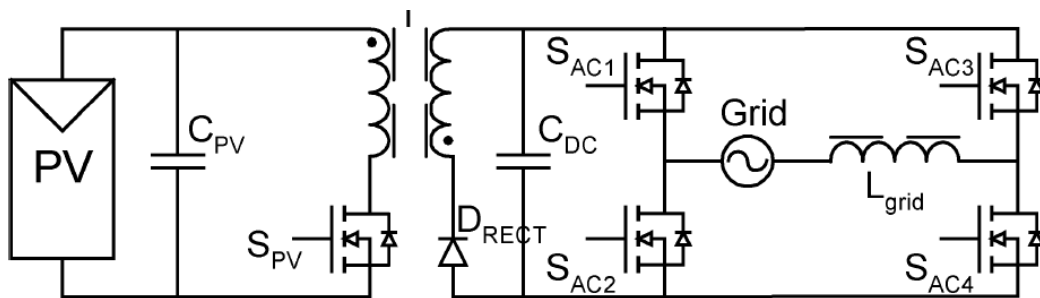 S_AC1
S_AC3
Grid
C_PV
C_DC
PV
L_grid
D_RECT
S_PV
S_AC2
S_AC4